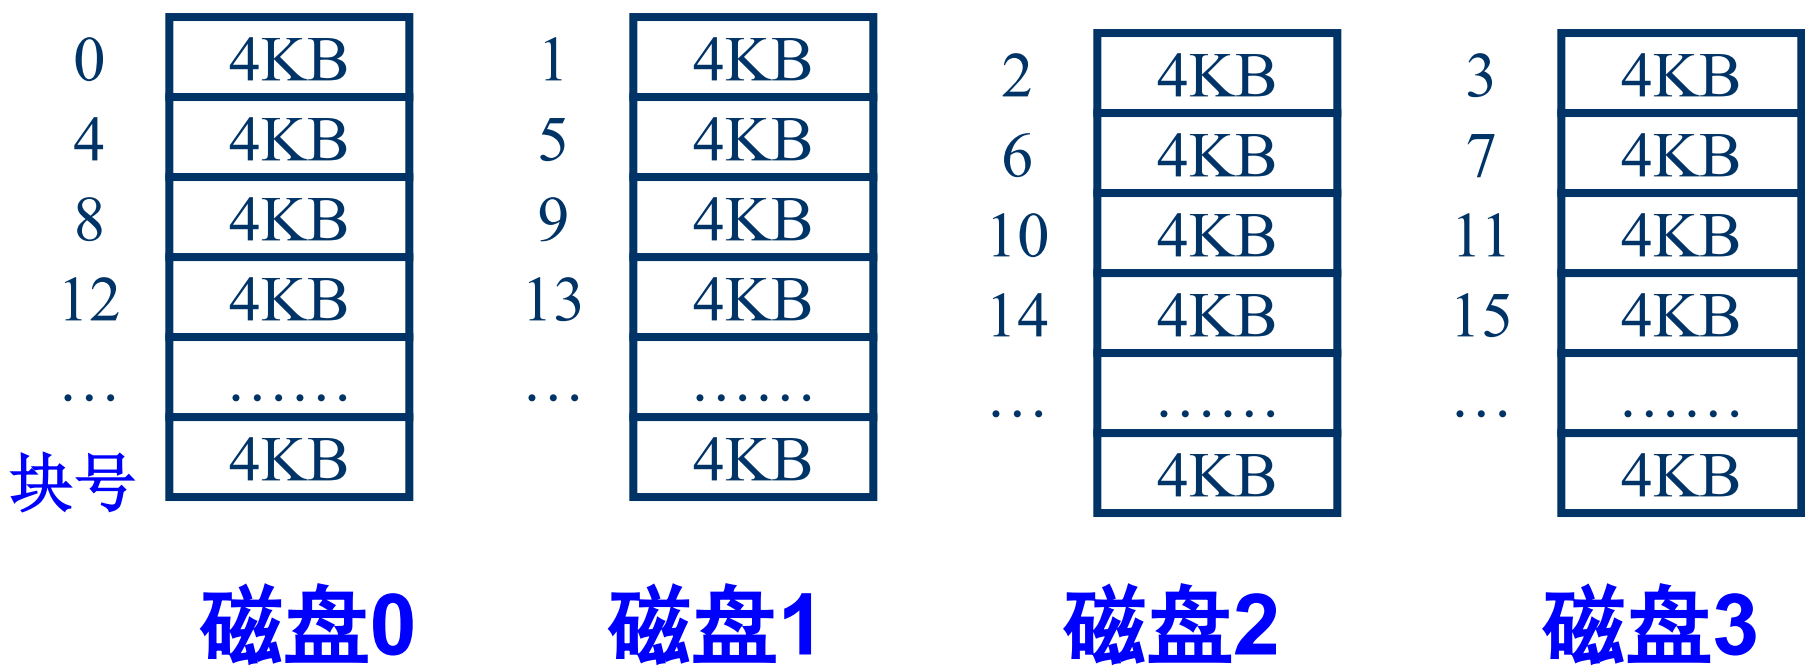 0 4KB 1 4KB 2 4KB 3 4KB
4 4KB 5 4KB 6 4KB 7 4KB
8 4KB 9 4KB 10 4KB 11 4KB
12 4KB 13 4KB 14 4KB 15 4KB
… …… … …… … …… … ……
块号 4KB 4KB 4KB 4KB
磁盘0 磁盘1 磁盘2 磁盘3